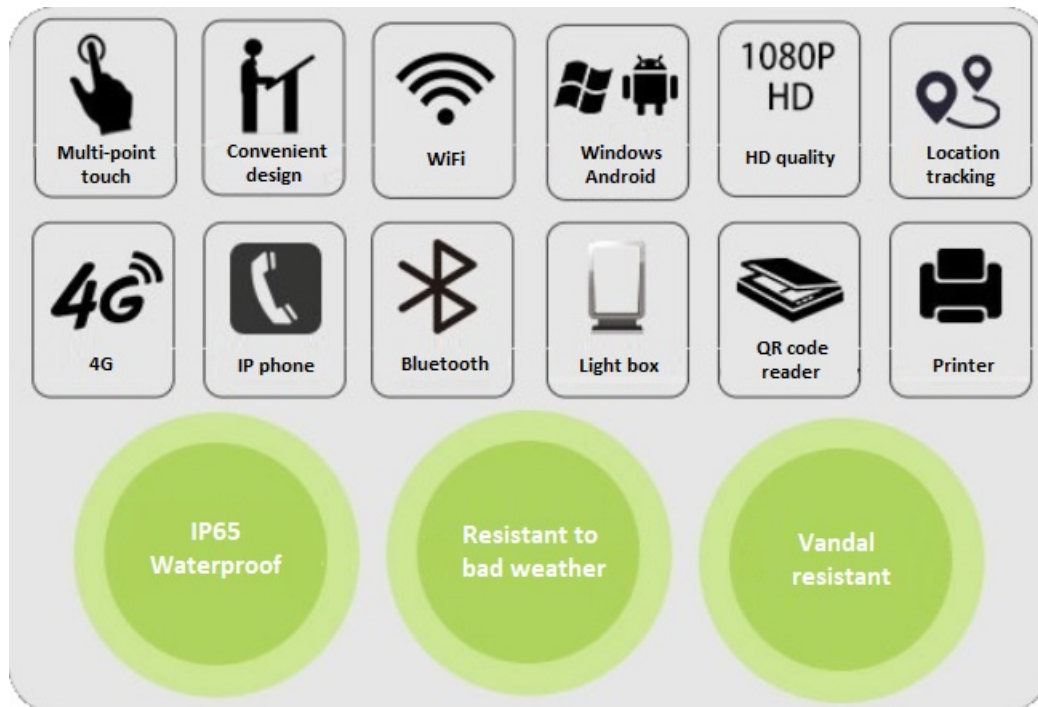 1080P
HD
Multi-point
touch
Convenient
design
WiFi
Windows
Android
HD quality
Location
tracking
4G
4G
IP phone
Bluetooth
Light box
QR code
reader
Printer
IP65
Waterproof
Resistant to
bad weather
Vandal
resistant